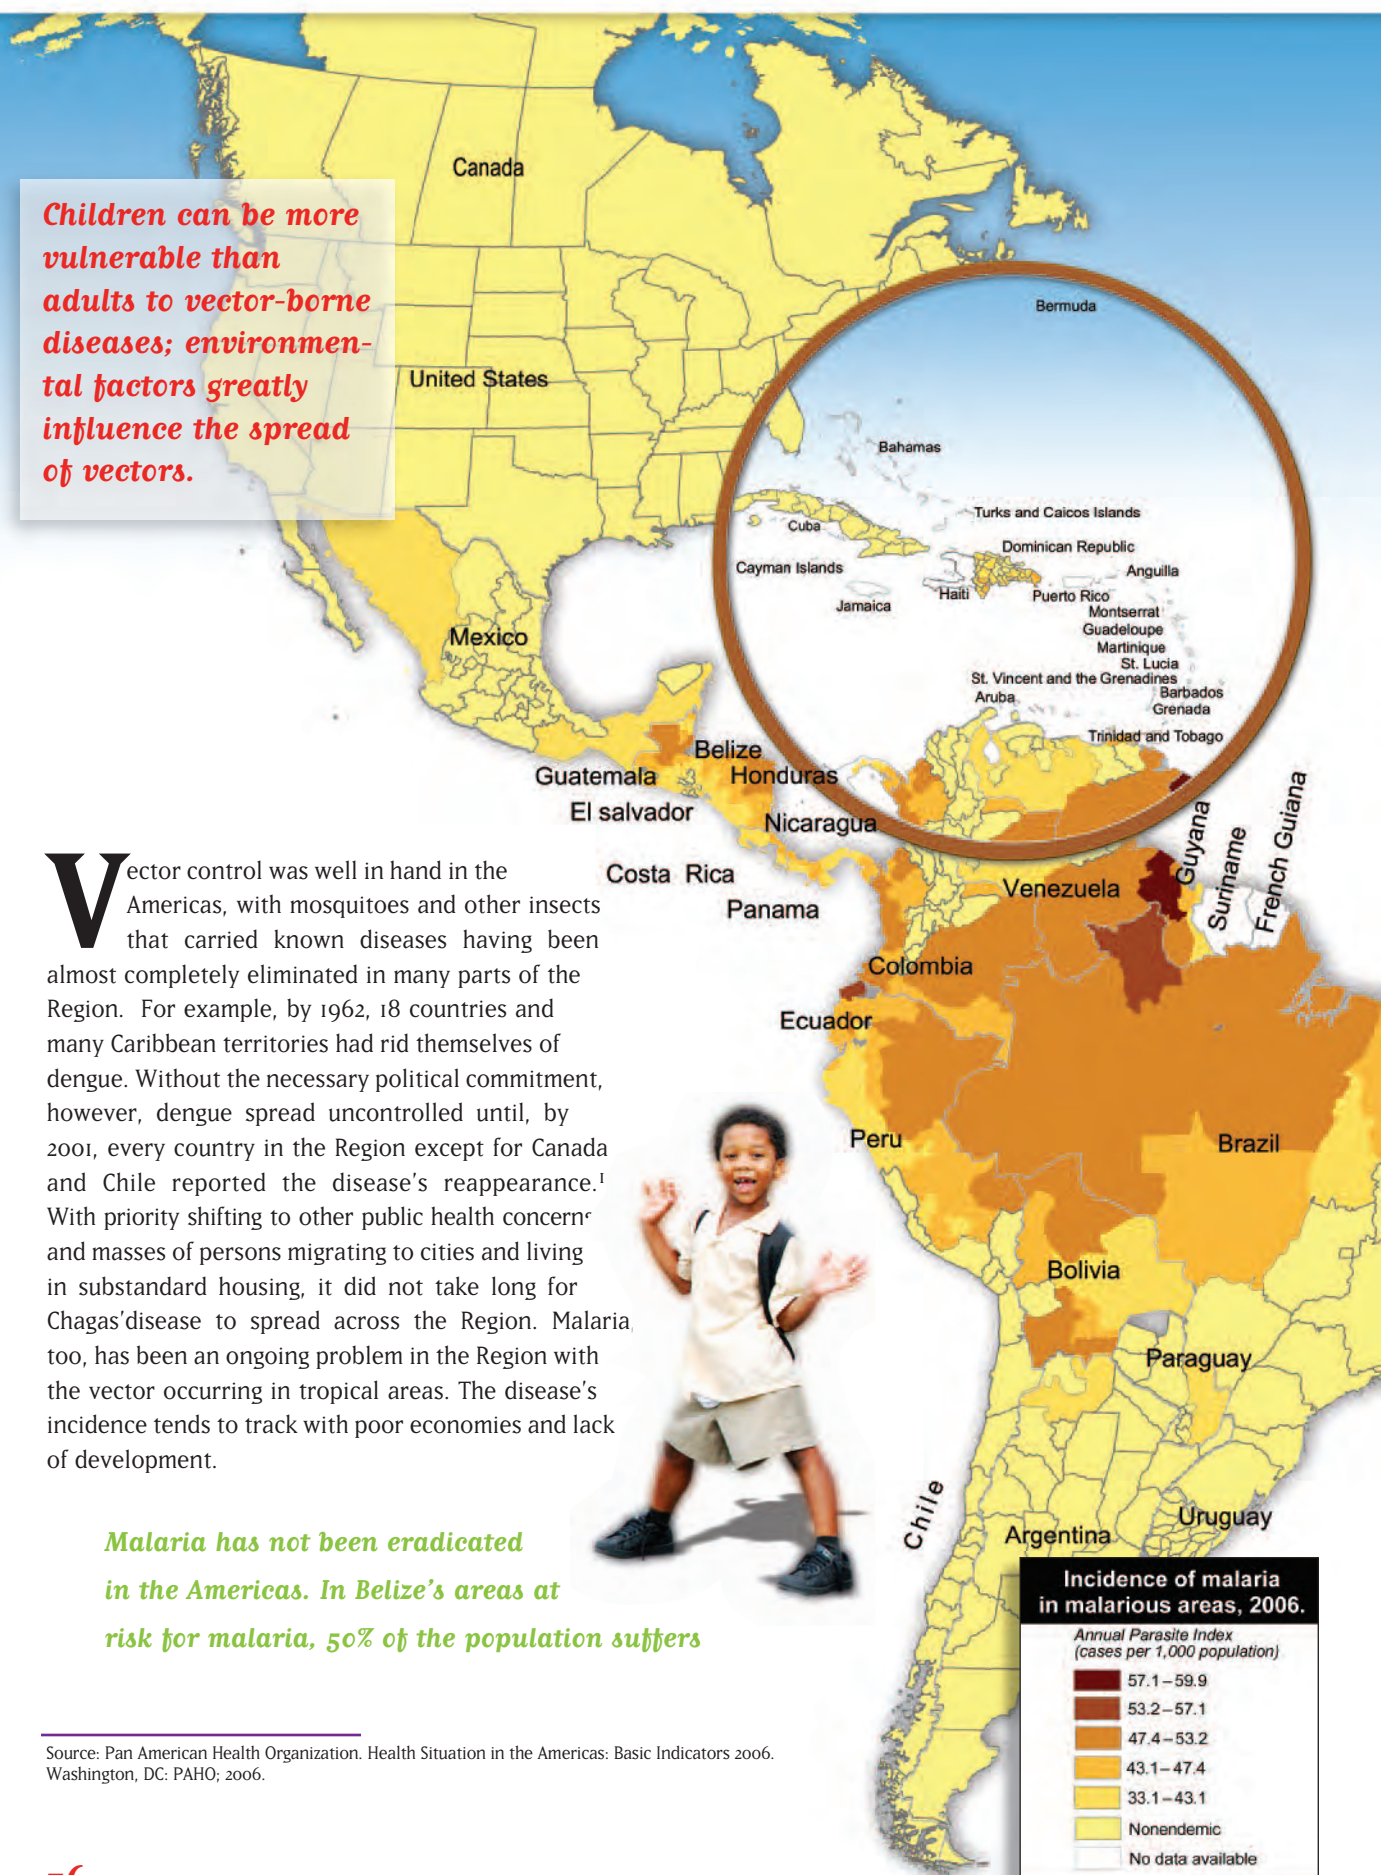 Canada
Children can be more
vulnerable than
adults to vector-borne
diseases; environmen-
tal factors greatly
influence the spread
of vectors.
United States
Bermuda
Bahamas
Turks and Caicos Islands
Cuba
Dominican Republic
Cayman Islands
Anguilla
Haiti
Puerto Rico
Jamaica
Montserrat
Guadeloupe
Mexico
Martinique
St. Lucia
St. Vincent and the Grenadines
Aruba
Barbados
Grenada
Trinidad and Tobago
Belize
Guatemala
Honduras
El salvador
Nicaragua
Costa Rica
Panama
Venezuela
Guyana
Suriname
French Guiana
Colombia
Ecuador
Peru
Brazil
Bolivia
Paraguay
Chile
Argentina
Uruguay
Vector control was well in hand in the
Americas, with mosquitoes and other insects
that carried known diseases having been
almost completely eliminated in many parts of the
Region. For example, by 1962, 18 countries and
many Caribbean territories had rid themselves of
dengue. Without the necessary political commitment,
however, dengue spread uncontrolled until, by
2001, every country in the Region except for Canada
and Chile reported the disease's reappearance.1
With priority shifting to other public health concerns
and masses of persons migrating to cities and living
in substandard housing, it did not take long for
Chagas'disease to spread across the Region. Malaria,
too, has been an ongoing problem in the Region with
the vector occurring in tropical areas. The disease's
incidence tends to track with poor economies and lack
of development.
Malaria has not been eradicated
in the Americas. In Belize's areas at
risk for malaria, 50% of the population suffers
Incidence of malaria
in malarious areas, 2006.
Annual Parasite Index
(cases per 1,000 population)
57.1–59.9
53.2–57.1
47.4–53.2
43.1–47.4
33.1–43.1
Nonendemic
No data available
Source: Pan American Health Organization. Health Situation in the Americas: Basic Indicators 2006.
Washington, DC: PAHO; 2006.